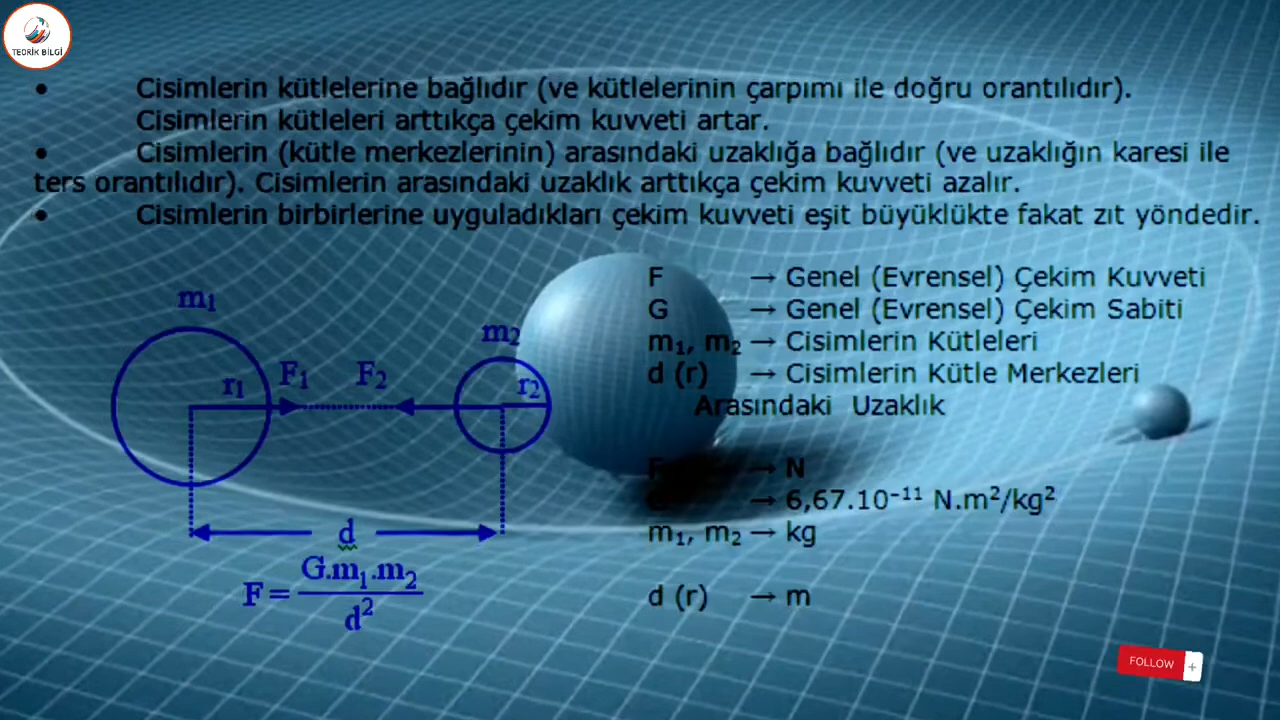 TEORİK BİLGİ
• Cisimlerin kütlelerine bağlıdır (ve kütlelerinin çarpımı ile doğru orantılıdır).
Cisimlerin kütleleri arttıkça çekim kuvveti artar.
• Cisimlerin (kütle merkezlerinin) arasındaki uzaklığa bağlıdır (ve uzaklığın karesi ile
ters orantılıdır). Cisimlerin arasındaki uzaklık arttıkça çekim kuvveti azalır.
• Cisimlerin birbirlerine uyguladıkları çekim kuvveti eşit büyüklükte fakat zıt yöndedir.
m₁
m₂
r₁ F₁ F₂ r₂
d
F = G.m₁.m₂ / d²
F → Genel (Evrensel) Çekim Kuvveti
G → Genel (Evrensel) Çekim Sabiti
m₁, m₂ → Cisimlerin Kütleleri
d (r) → Cisimlerin Kütle Merkezleri
Arasındaki Uzaklık
F → N
→ 6,67.10⁻¹¹ N.m²/kg²
m₁, m₂ → kg
d (r) → m
FOLLOW +